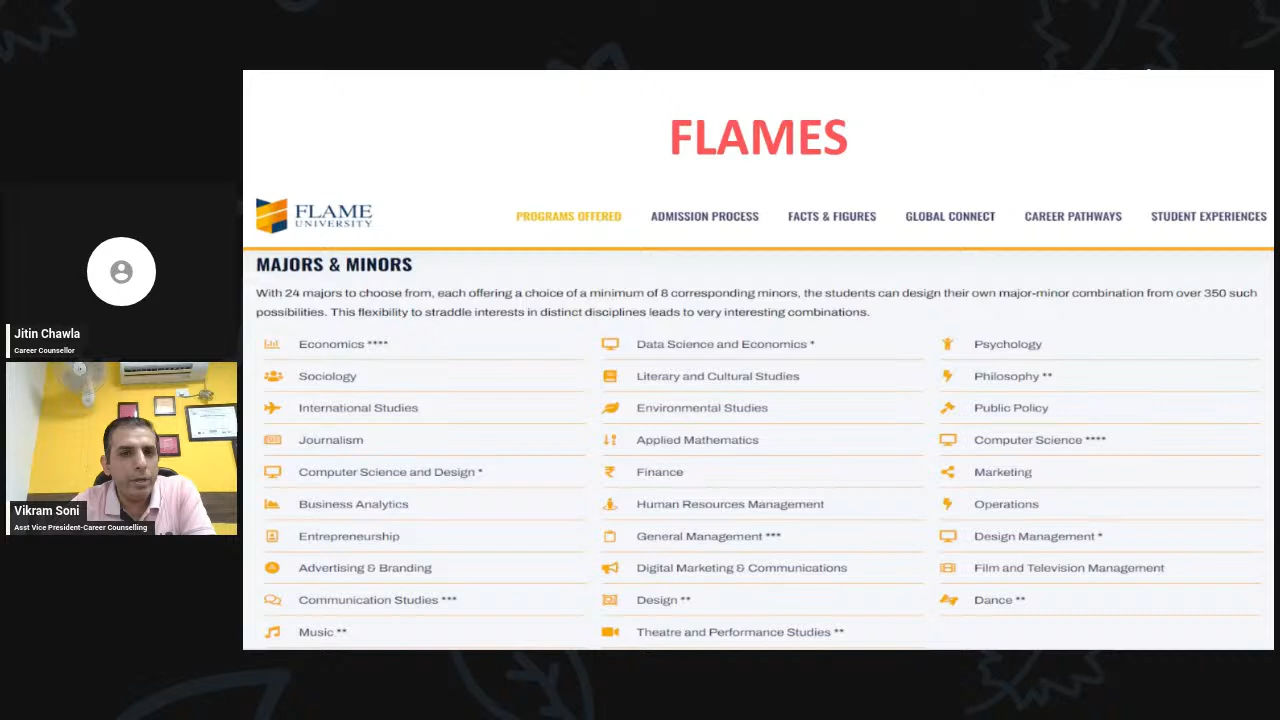 FLAMES
FLAME
UNIVERSITY
PROGRAMS OFFERED ADMISSION PROCESS FACTS & FIGURES GLOBAL CONNECT CAREER PATHWAYS STUDENT EXPERIENCES
MAJORS & MINORS
With 24 majors to choose from, each offering a choice of a minimum of 8 corresponding minors, the students can design their own major-minor combination from over 350 such
possibilities. This flexibility to straddle interests in distinct disciplines leads to very interesting combinations.
Economics **** Data Science and Economics * Psychology
Sociology Literary and Cultural Studies Philosophy **
International Studies Environmental Studies Public Policy
Journalism Applied Mathematics Computer Science ****
Computer Science and Design * Finance Marketing
Business Analytics Human Resources Management Operations
Entrepreneurship General Management *** Design Management *
Advertising & Branding Digital Marketing & Communications Film and Television Management
Communication Studies *** Design ** Dance **
Music ** Theatre and Performance Studies **
Jitin Chawla
Career Counsellor
Vikram Soni
Asst Vice President-Career Counselling